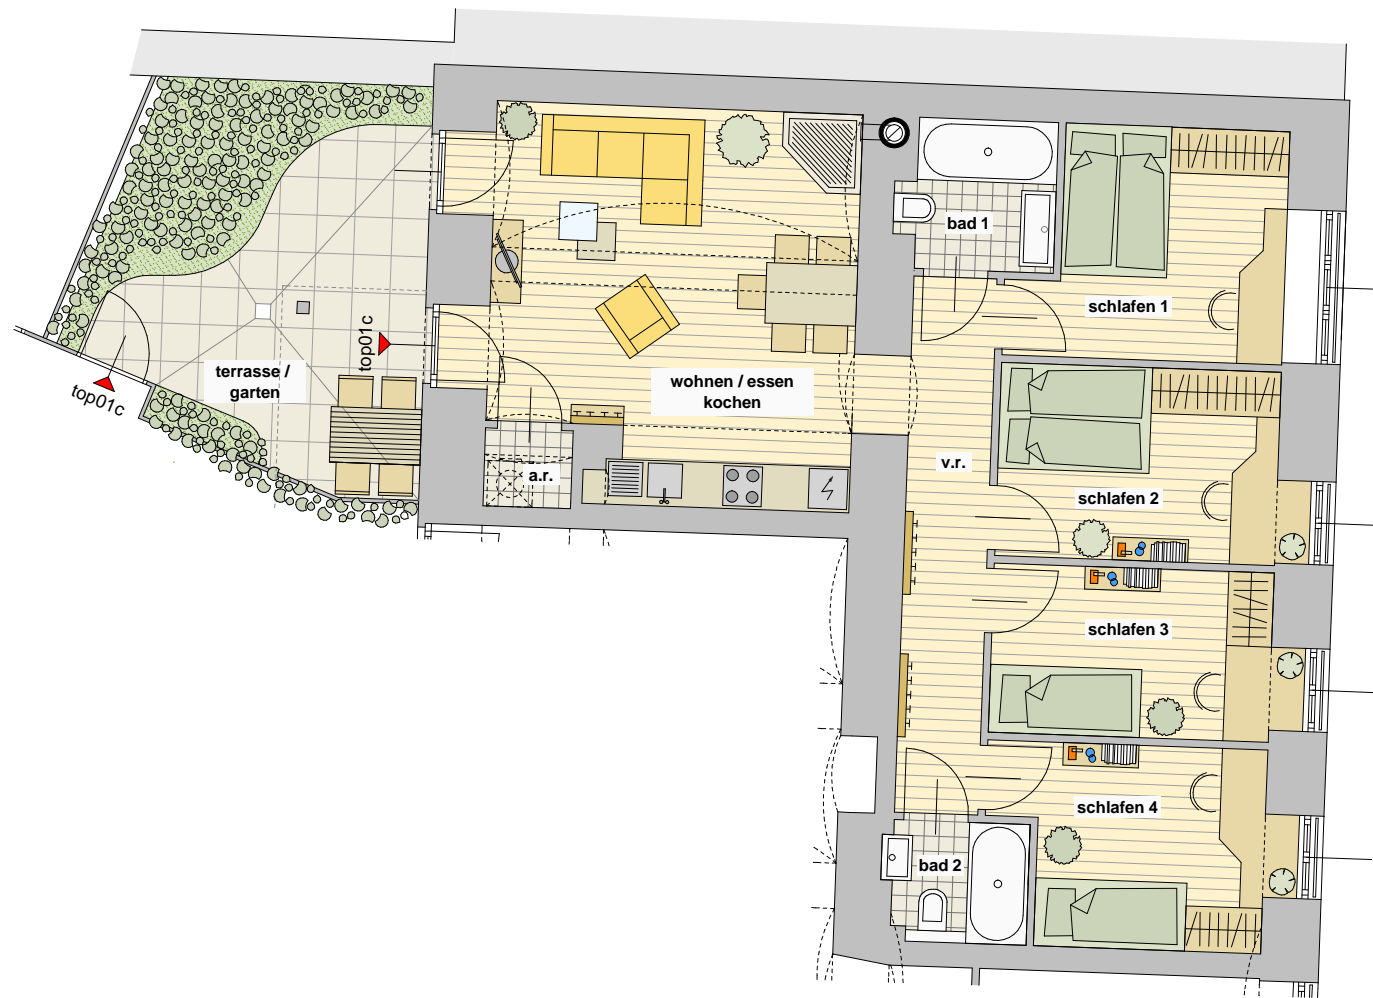 bad 1
schlafen 1
top01c
terrasse /
garten
top01c
wohnen / essen
kochen
v.r.
a.r.
schlafen 2
schlafen 3
schlafen 4
bad 2